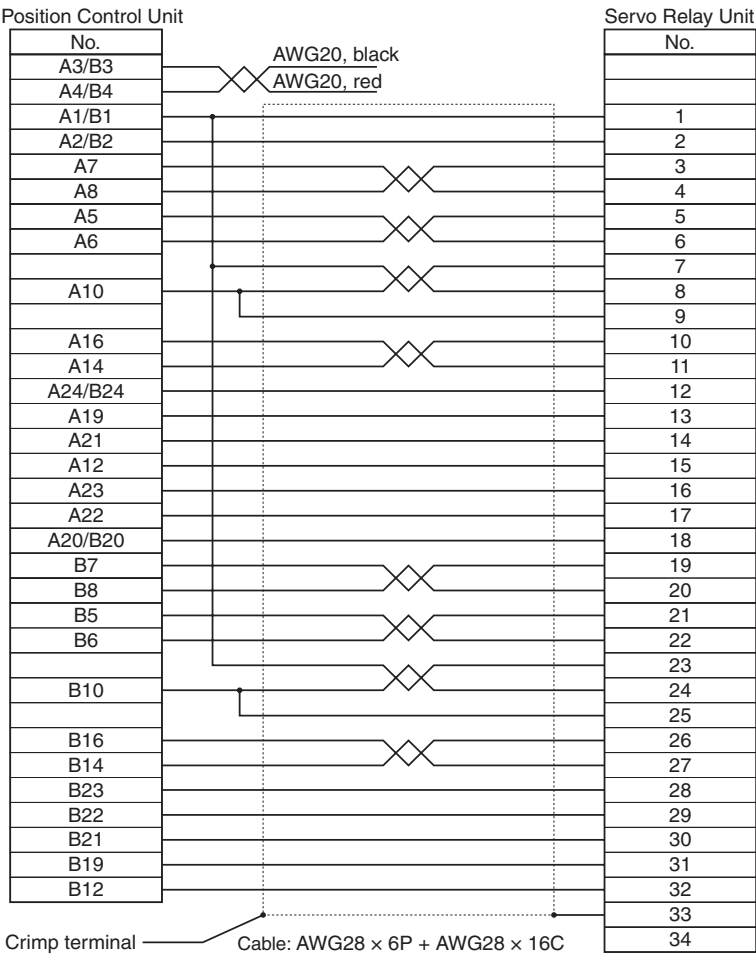 Position Control Unit Servo Relay Unit
No. No.
A3/B3 AWG20, black
A4/B4 AWG20, red
A1/B1 1
A2/B2 2
A7 3
A8 4
A5 5
A6 6
7
A10 8
9
A16 10
A14 11
A24/B24 12
A19 13
A21 14
A12 15
A23 16
A22 17
A20/B20 18
B7 19
B8 20
B5 21
B6 22
23
B10 24
25
B16 26
B14 27
B23 28
B22 29
B21 30
B19 31
B12 32
33
Crimp terminal Cable: AWG28 × 6P + AWG28 × 16C 34